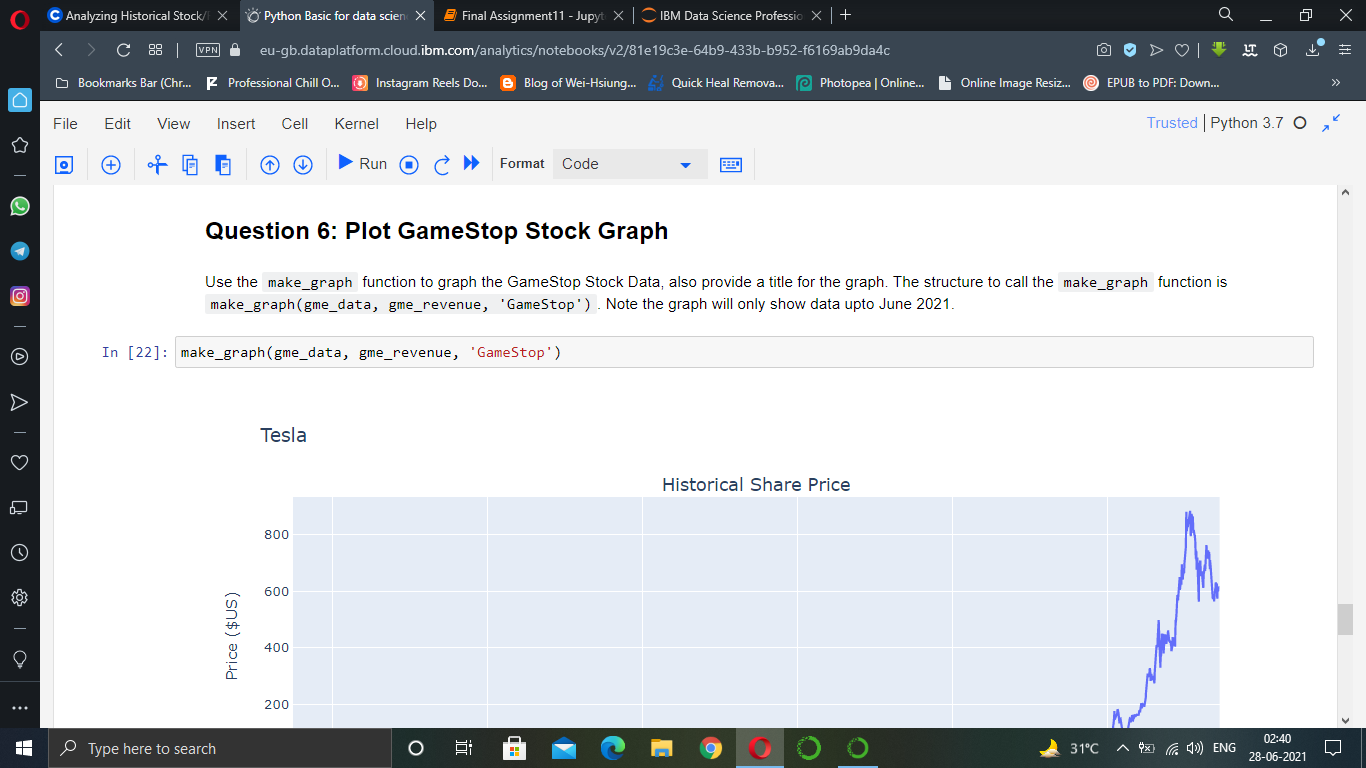 Analyzing Historical Stock/
Python Basic for data scien
Final Assignment11 - Jupyt
IBM Data Science Professio
VPN
eu-gb.dataplatform.cloud.ibm.com/analytics/notebooks/v2/81e19c3e-64b9-433b-b952-f6169ab9da4c
Bookmarks Bar (Chr...
Professional Chill O...
Instagram Reels Do...
Blog of Wei-Hsiung...
Quick Heal Remova...
Photopea | Online...
Online Image Resiz...
EPUB to PDF: Down...
File Edit View Insert Cell Kernel Help
Trusted | Python 3.7
Run
Format
Code
Question 6: Plot GameStop Stock Graph
Use the make_graph function to graph the GameStop Stock Data, also provide a title for the graph. The structure to call the make_graph function is
make_graph(gme_data, gme_revenue, 'GameStop') . Note the graph will only show data upto June 2021.
In [22]: make_graph(gme_data, gme_revenue, 'GameStop')
Tesla
Historical Share Price
Price ($US)
800
600
400
200
Type here to search
31°C
ENG
02:40
28-06-2021